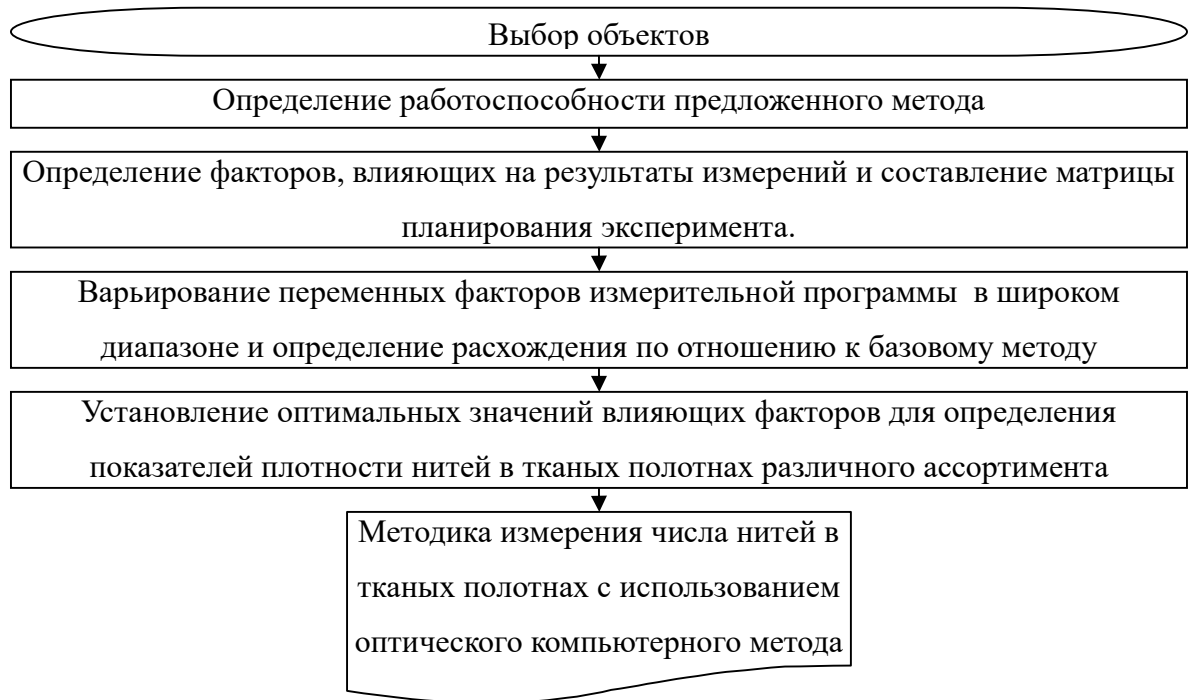 Выбор объектов
Определение работоспособности предложенного метода
Определение факторов, влияющих на результаты измерений и составление матрицы
планирования эксперимента.
Варьирование переменных факторов измерительной программы в широком
диапазоне и определение расхождения по отношению к базовому методу
Установление оптимальных значений влияющих факторов для определения
показателей плотности нитей в тканых полотнах различного ассортимента
Методика измерения числа нитей в
тканых полотнах с использованием
оптического компьютерного метода